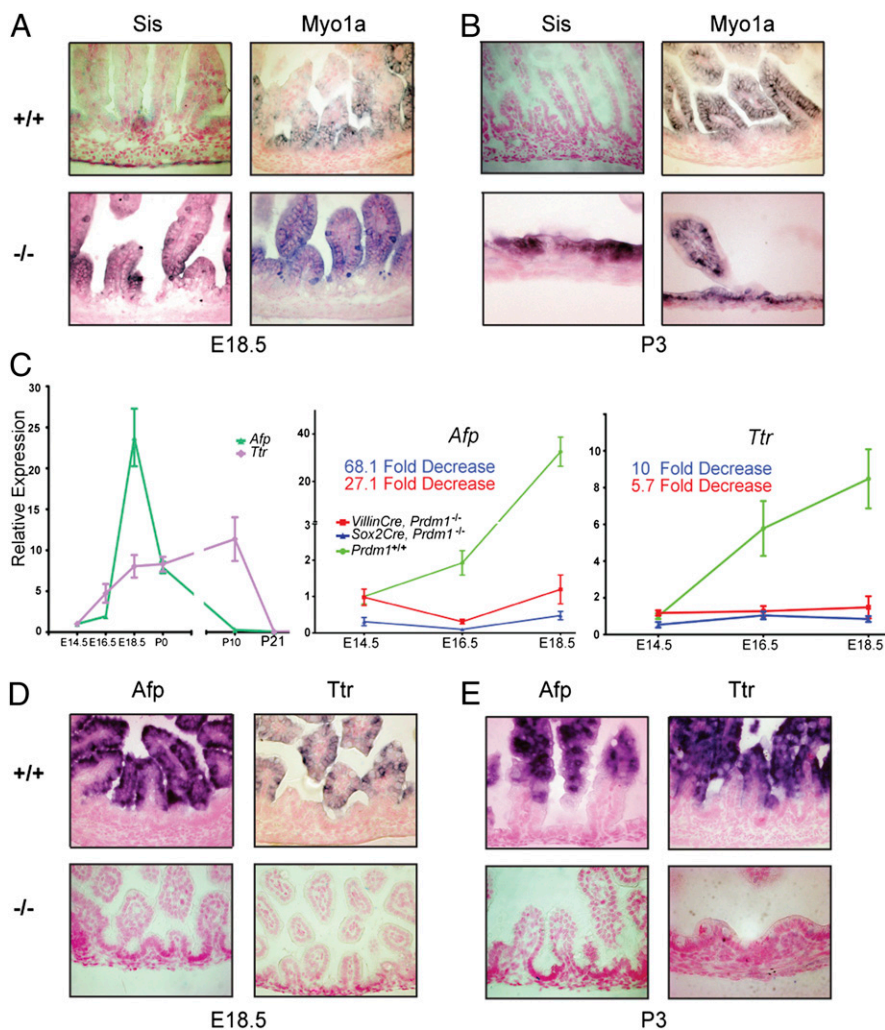 A
Sis Myo1a
+/+
-/-
E18.5
B
Sis Myo1a
P3
C
Relative Expression
30
25
20
15
10
5
0
Afp
Ttr
E14.5 E16.5 E18.5 P0 P10 P21
Afp
68.1 Fold Decrease
27.1 Fold Decrease
40
20
3
2
1
0
VillinCre, Prdm1-/-
Sox2Cre, Prdm1-/-
Prdm1+/+
E14.5 E16.5 E18.5
Ttr
10 Fold Decrease
5.7 Fold Decrease
10
8
6
4
2
0
E14.5 E16.5 E18.5
D
Afp Ttr
+/+
-/-
E18.5
E
Afp Ttr
P3